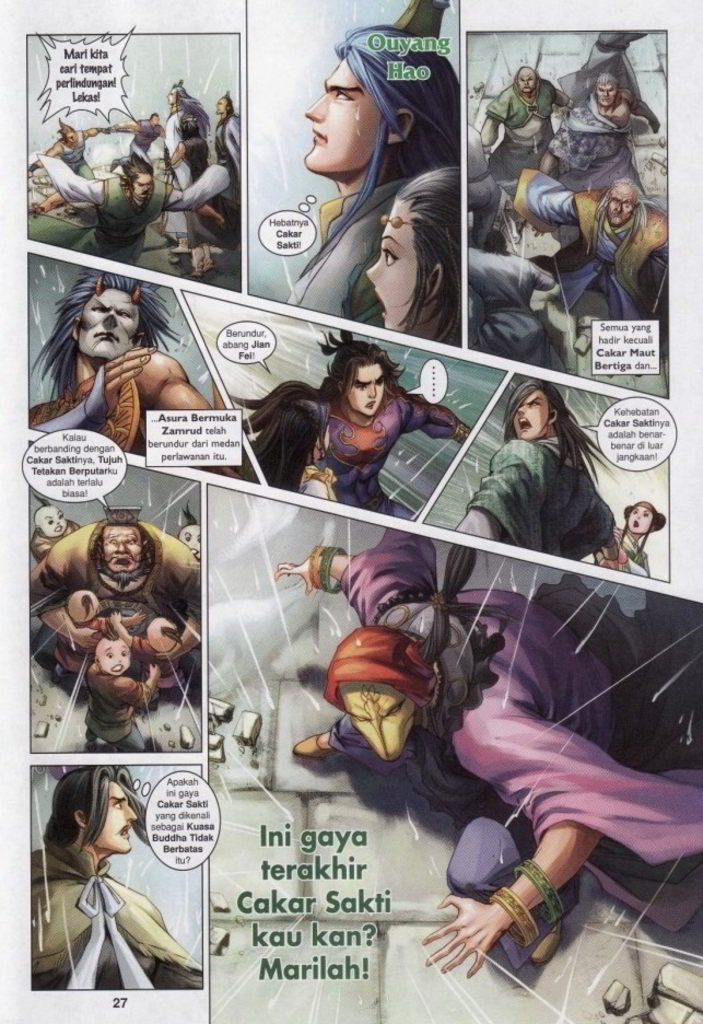 Mari kita
cari tempat
perlindungan!
Lekas!
Ouyang
Hao
Hebatnya
Cakar
Sakti!
Semua yang
hadir kecuali
Cakar Maut
Bertiga dan...
...Asura Bermuka
Zamrud telah
berundur dari medan
perlawanan itu.
Berundur,
abang Jian
Fei!
......
Kehebatan
Cakar Saktinya
adalah benar-
benar di luar
jangkaan!
Kalau
berbanding dengan
Cakar Saktinya, Tujuh
Tetakan Berputarku
adalah terlalu
biasa!
Apakah
ini gaya
Cakar Sakti
yang dikenali
sebagai Kuasa
Buddha Tidak
Berbatas
itu?
Ini gaya
terakhir
Cakar Sakti
kau kan?
Marilah!
27